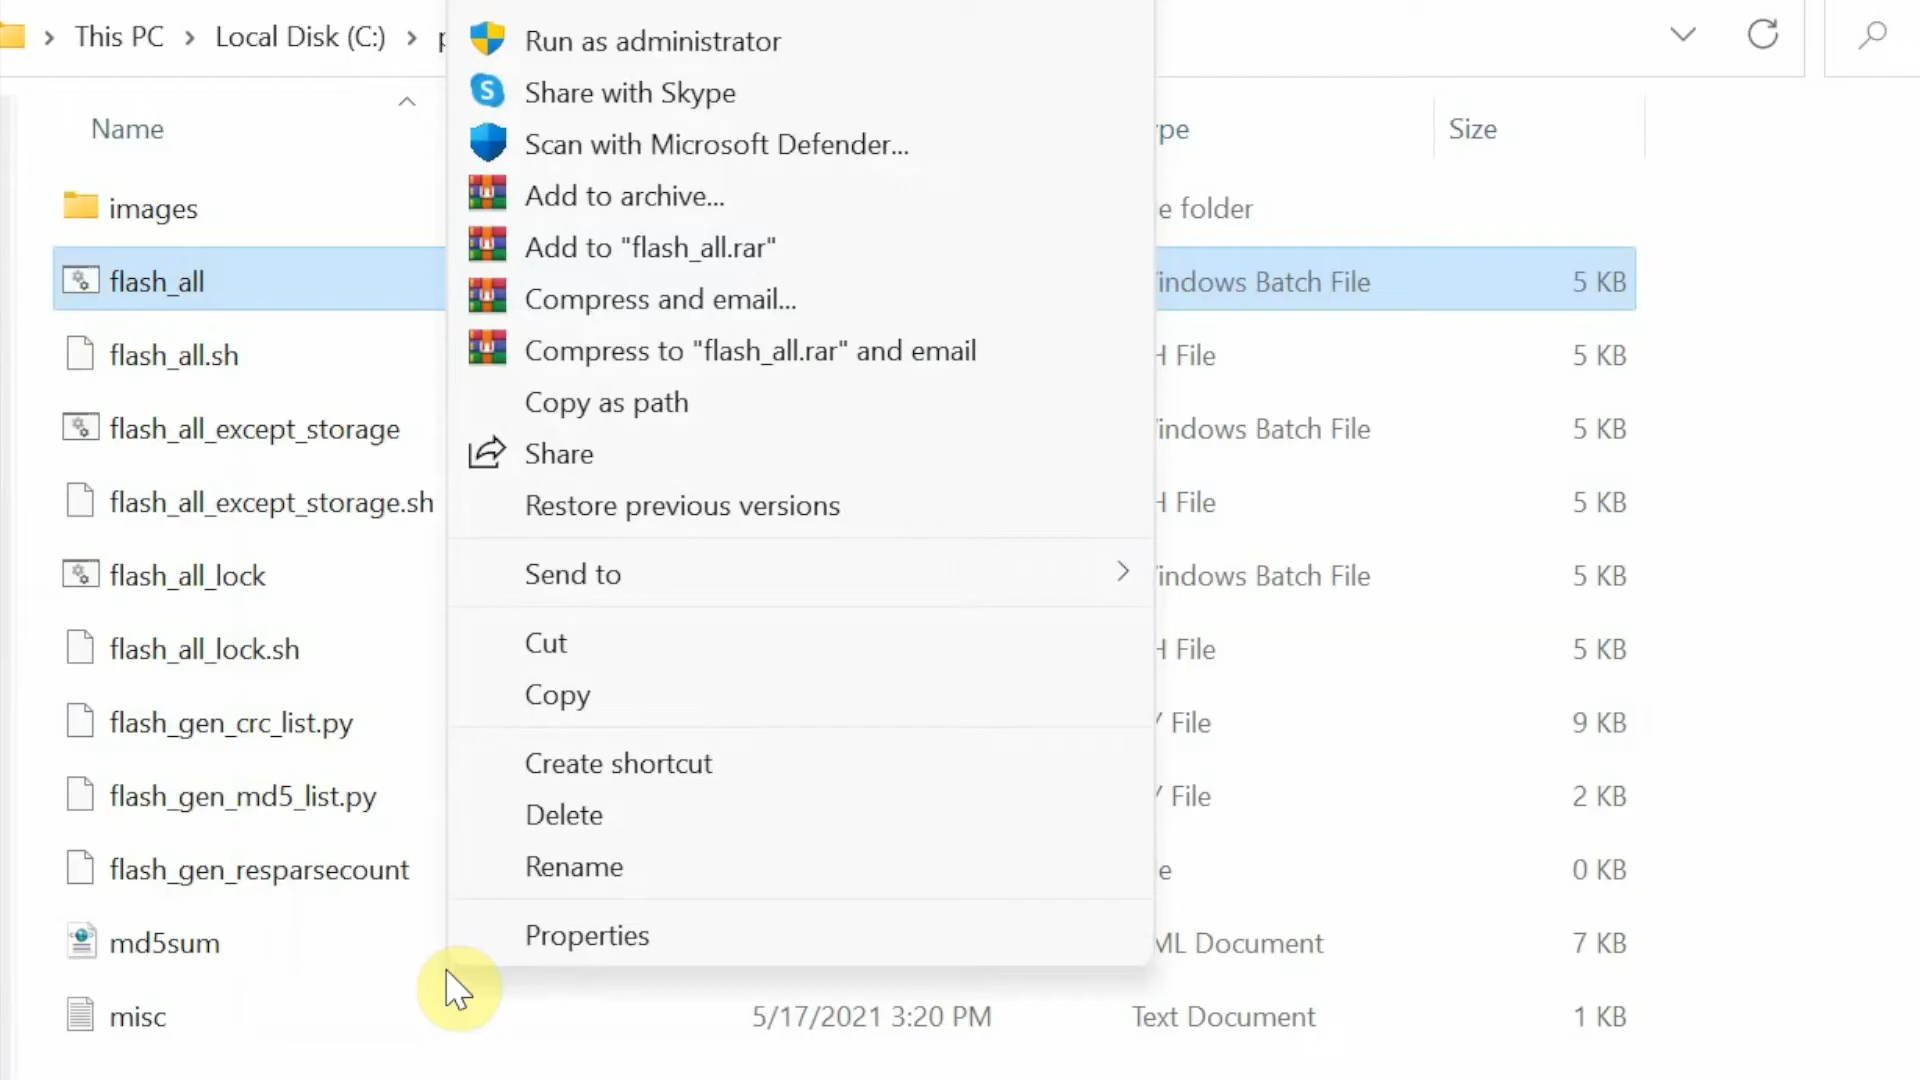 This PC > Local Disk (C:) >
Name
Size
images
flash_all
5 KB
flash_all.sh
File
5 KB
flash_all_except_storage
indows Batch File
5 KB
flash_all_except_storage.sh
File
5 KB
flash_all_lock
indows Batch File
5 KB
flash_all_lock.sh
File
5 KB
flash_gen_crc_list.py
File
9 KB
flash_gen_md5_list.py
File
2 KB
flash_gen_resparsecount
0 KB
md5sum
ML Document
7 KB
misc
5/17/2021 3:20 PM
Text Document
1 KB
pe
e folder
indows Batch File
Run as administrator
S
Share with Skype
Scan with Microsoft Defender...
Add to archive...
Add to "flash_all.rar"
Compress and email...
Compress to "flash_all.rar" and email
Copy as path
Share
Restore previous versions
Send to
Cut
Copy
Create shortcut
Delete
Rename
Properties